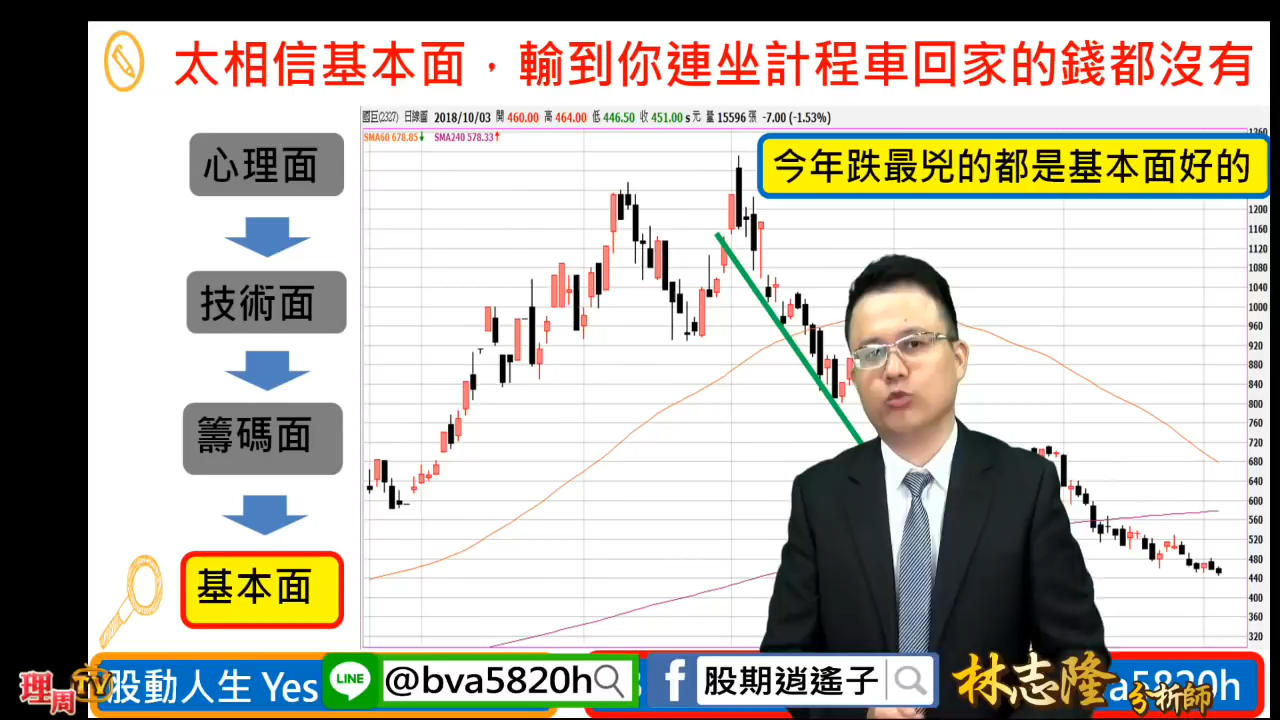 太相信基本面，輸到你連坐計程車回家的錢都沒有
國巨(2327) 日線圖 2018/10/03 開 460.00 高 464.00 低 446.50 收 451.00 s元 量 15596 張 -7.00 (-1.53%)
SMA60 678.85↓ SMA240 578.33↑
今年跌最兇的都是基本面好的
心理面
技術面
籌碼面
基本面
1360
1200
1160
1120
1080
1040
1000
960
920
880
840
800
760
720
680
640
600
560
520
480
440
400
360
320
理周TV
股動人生 Yes
LINE
@bva5820h
f
股期逍遙子
a5820h
林志隆 分析師